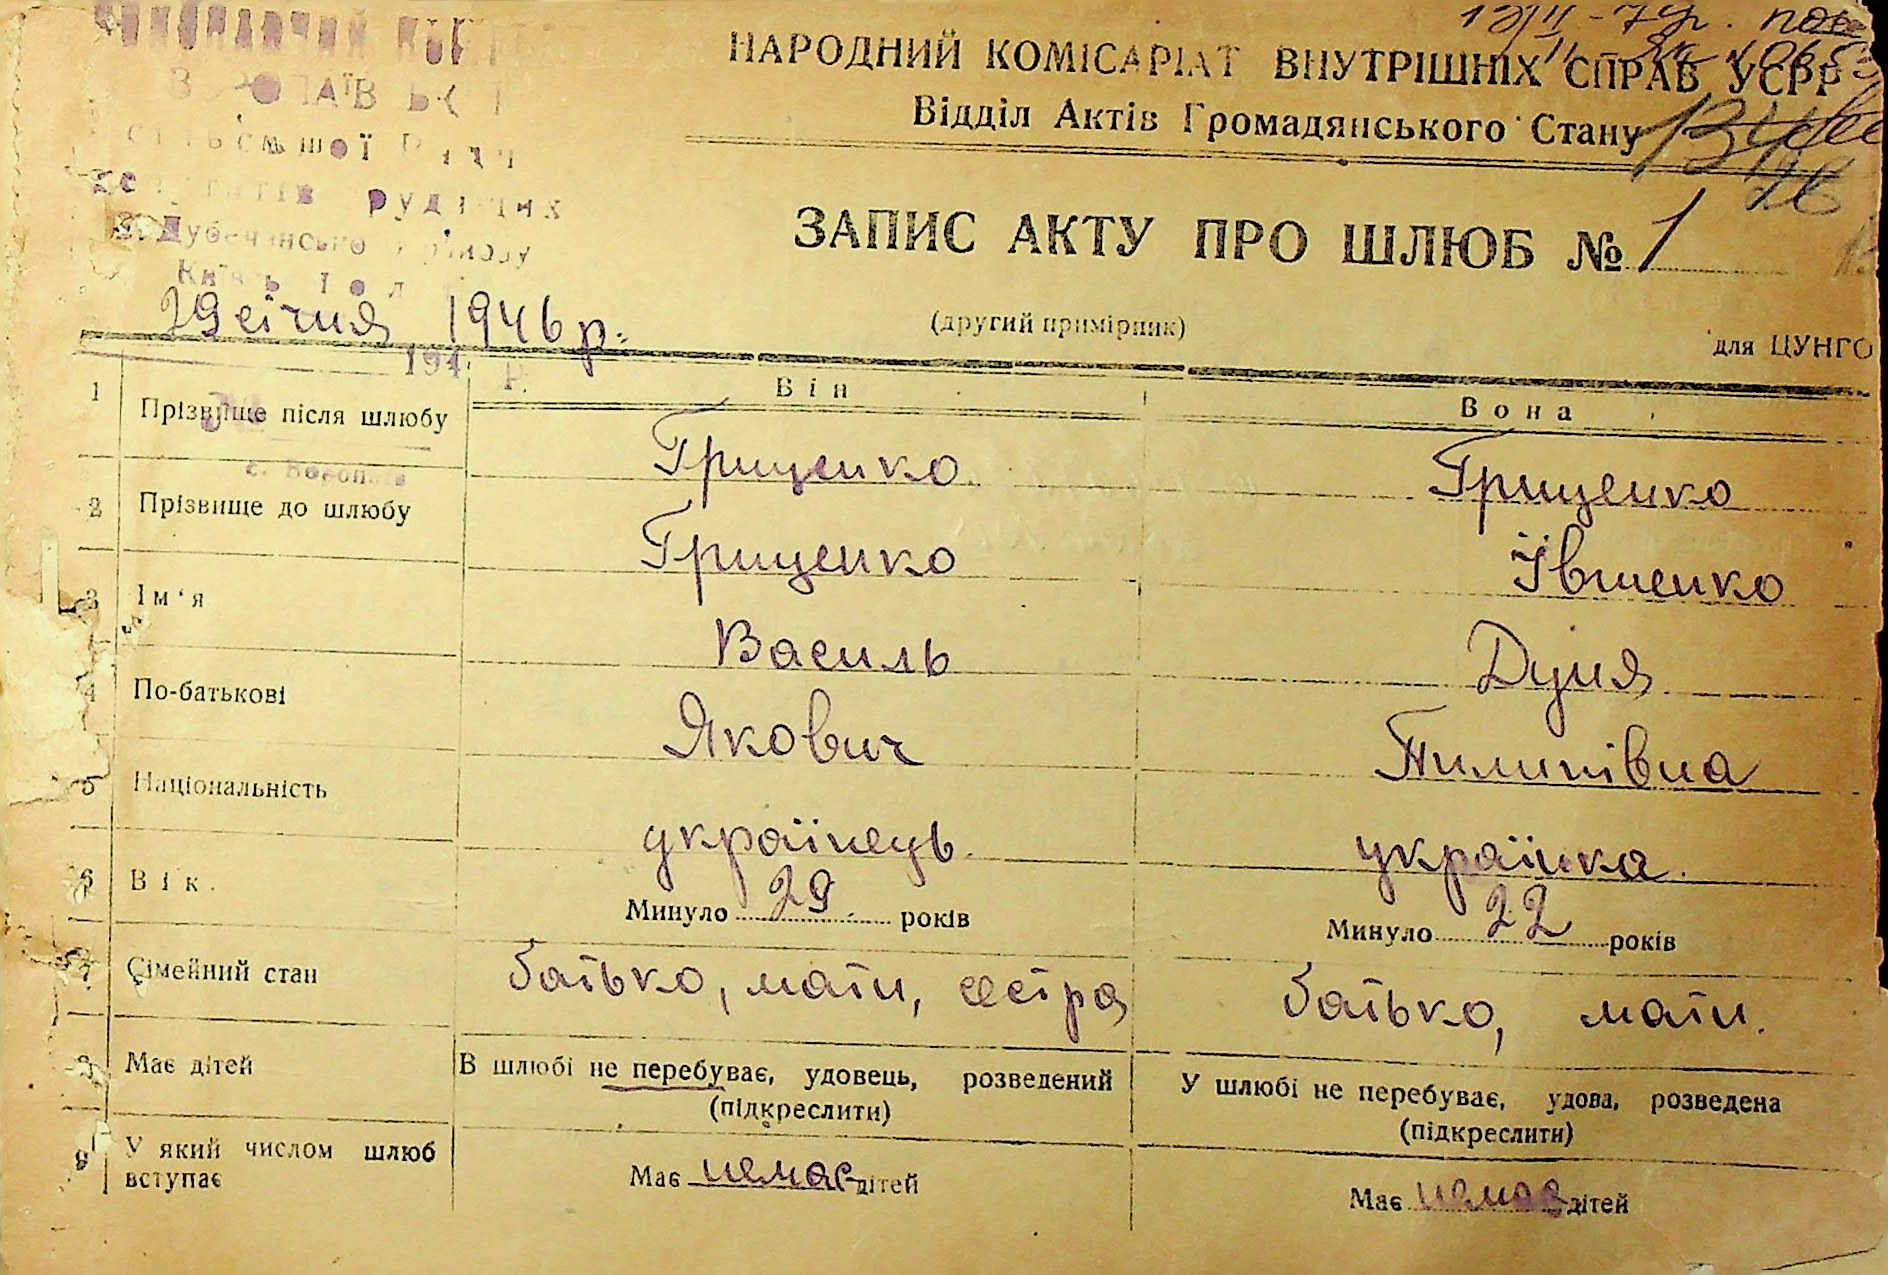 НАРОДНИЙ КОМІСАРІАТ ВНУТРІШНІХ СПРАВ УСРР
Відділ Актів Громадянського Стану
ЗАПИС АКТУ ПРО ШЛЮБ № 1
29 січня 1946 р.
(другий примірник)
для ЦУНГО
194 р.
Він
Вона
1 Прізвище після шлюбу Гриценко Гриценко
2 Прізвище до шлюбу Гриценко Івшенко
3 Ім'я Василь Дуня
4 По-батькові Якович Пилипівна
5 Національність українець українка.
6 Вік. Минуло 29 років Минуло 22 років
7 Сімейний стан батько, мати, сестра батько, мати.
8 Має дітей В шлюбі не перебуває, удовець, розведений У шлюбі не перебуває, удова, розведена
(підкреслити) (підкреслити)
9 У який числом шлюб
вступає Має немає дітей Має немає дітей